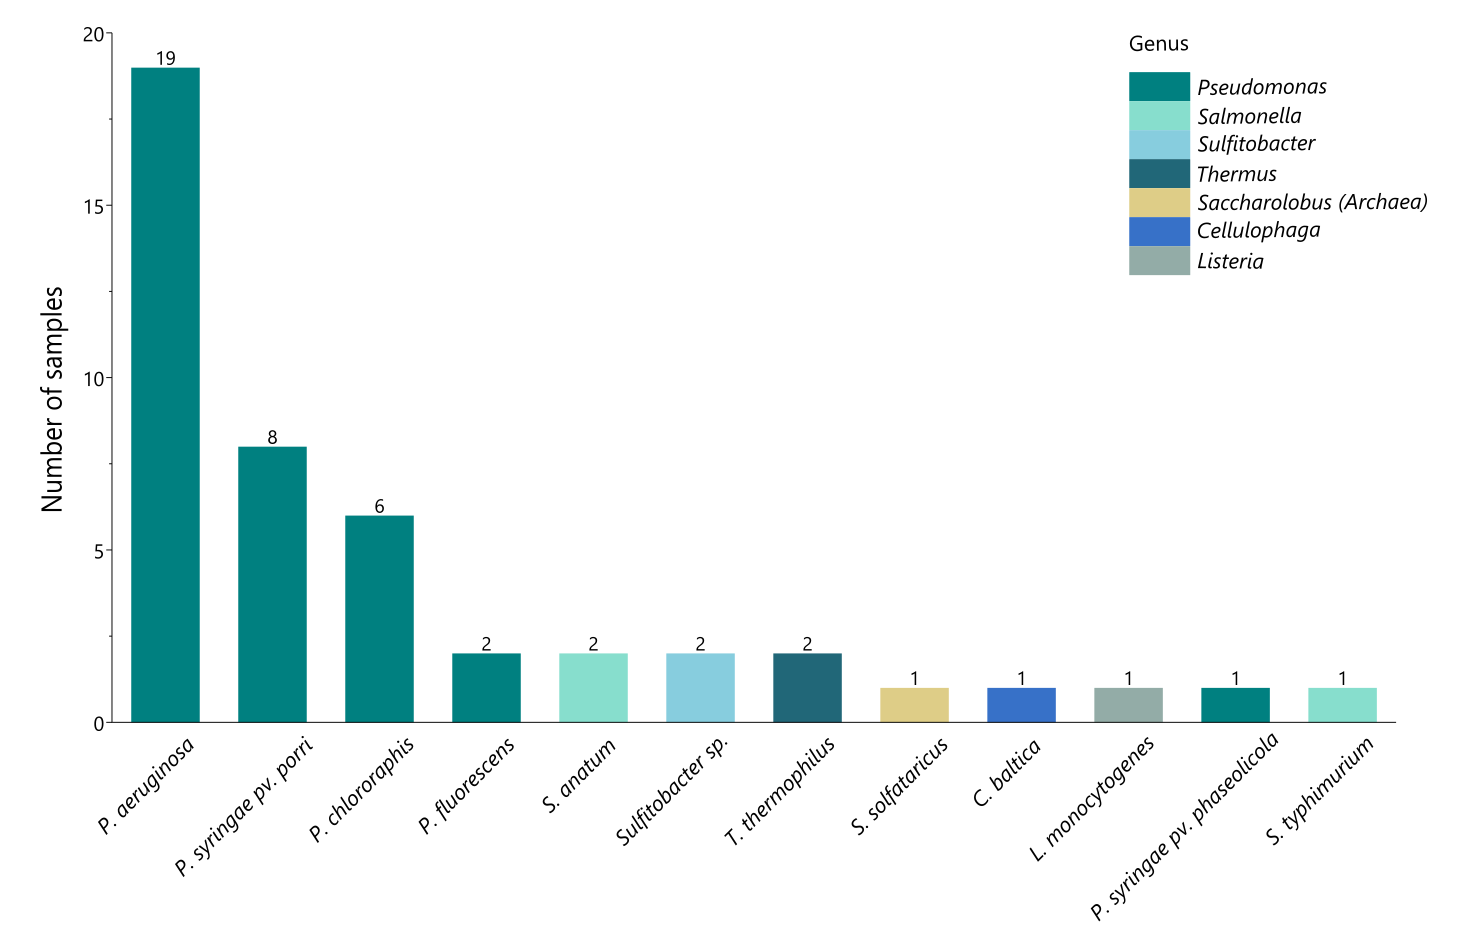 Number of samples
20
15
10
5
0
19
8
6
2
2
2
2
1
1
1
1
1
P. aeruginosa
P. syringae pv. porri
P. chlororaphis
P. fluorescens
S. anatum
Sulfitobacter sp.
T. thermophilus
S. solfataricus
C. baltica
L. monocytogenes
P. syringae pv. phaseolicola
S. typhimurium
Genus
Pseudomonas
Salmonella
Sulfitobacter
Thermus
Saccharolobus (Archaea)
Cellulophaga
Listeria